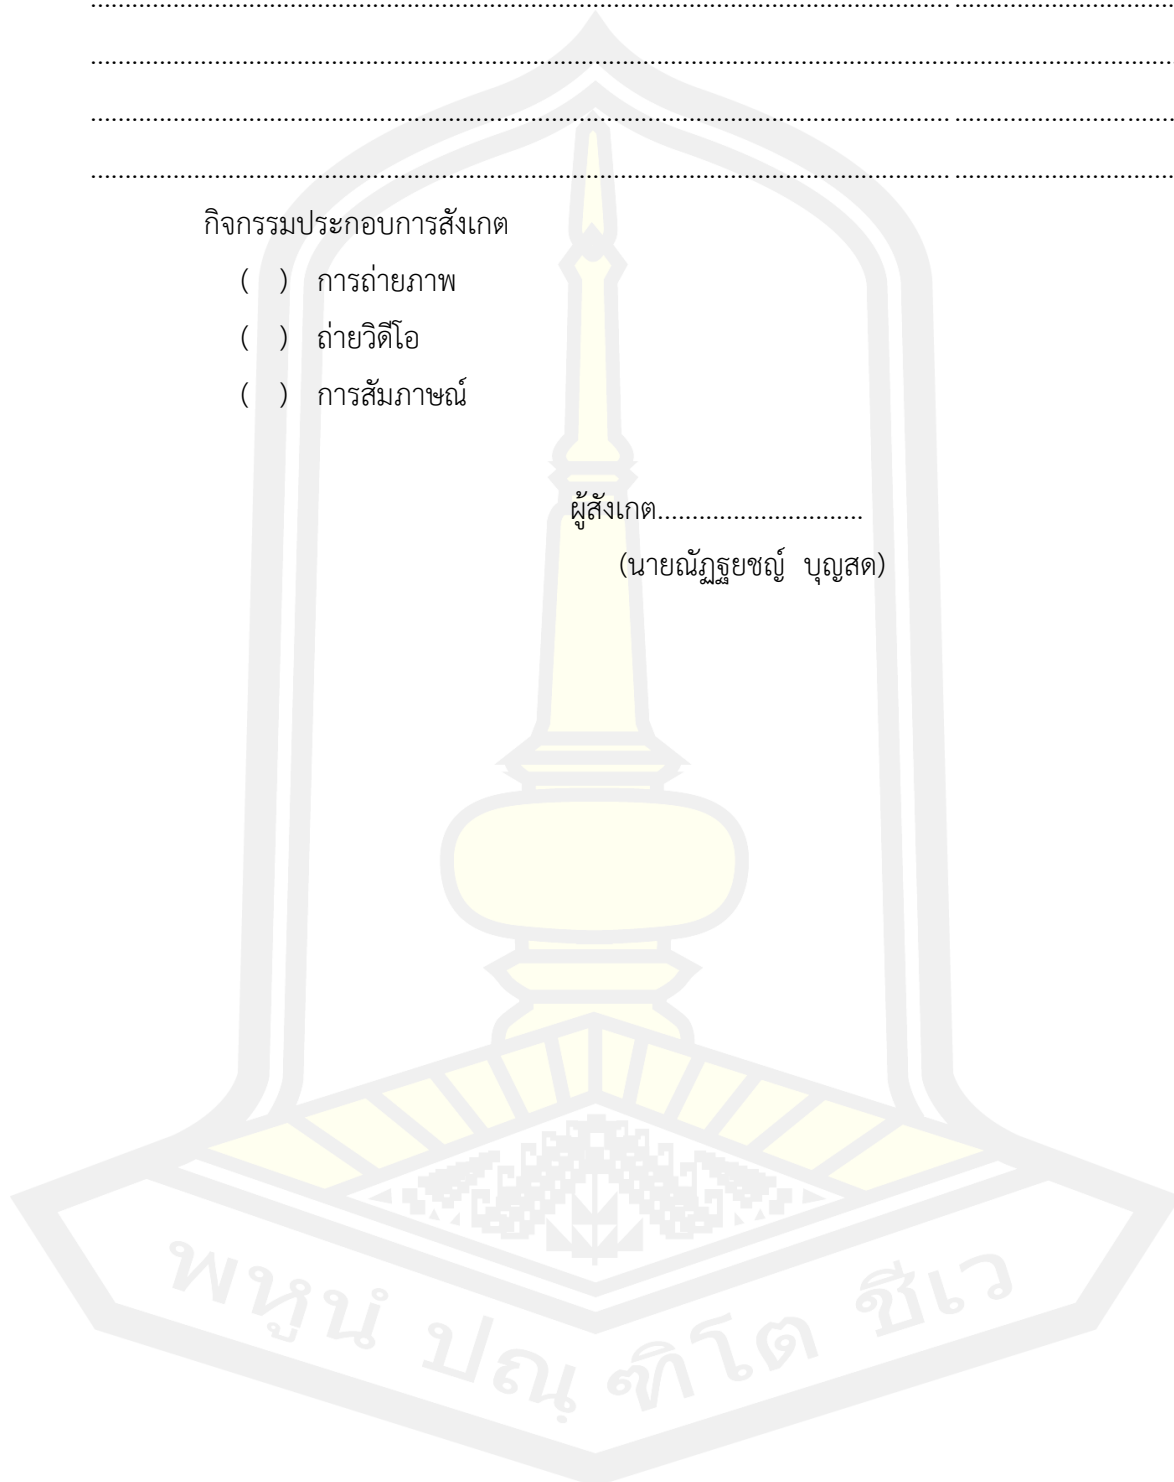 ........................................................................................................................................................................
........................................................................................................................................................................
........................................................................................................................................................................
........................................................................................................................................................................
กิจกรรมประกอบการสังเกต
( ) การถ่ายภาพ
( ) ถ่ายวิดีโอ
( ) การสัมภาษณ์
ผู้สังเกต..............................
(นายณัฏฐยชญ์ บุญสด)
พหูนํ ปณฺฑิโต ชีเว